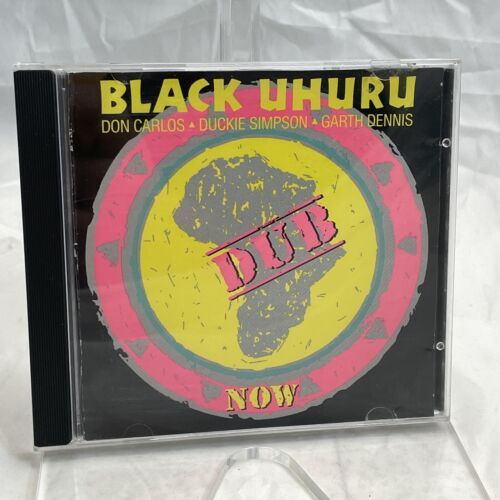 BLACK UHURU
DON CARLOS ▲ DUCKIE SIMPSON ▲ GARTH DENNIS
DUB
NOW